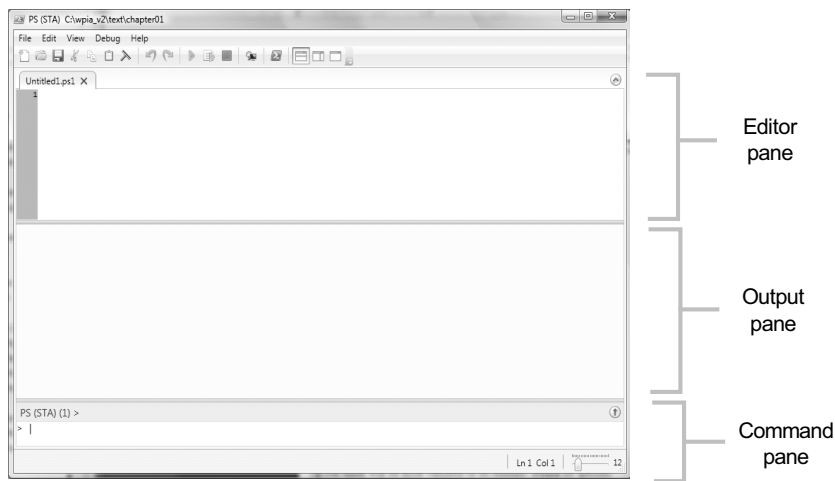 PS (STA) C:\wpia_v2\text\chapter01
File Edit View Debug Help
Untitled1.ps1 X
1
Editor
pane
Output
pane
PS (STA) (1) >
> |
Command
pane
Ln 1 Col 1 12